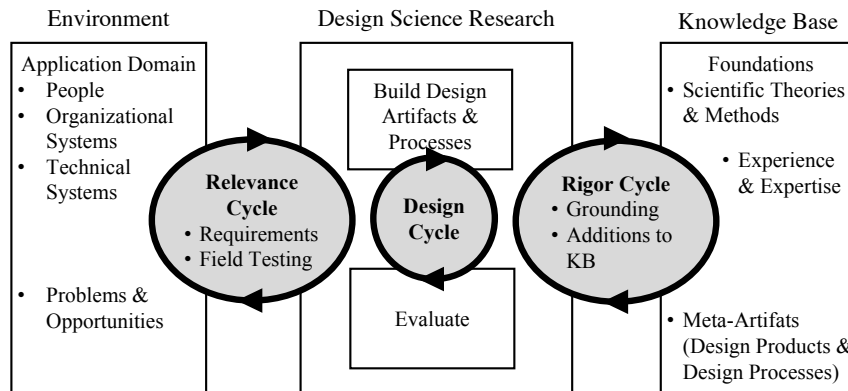 Environment
Design Science Research
Knowledge Base
Application Domain
• People
• Organizational
Systems
• Technical
Systems
• Problems &
Opportunities
Relevance
Cycle
• Requirements
• Field Testing
Build Design
Artifacts &
Processes
Design
Cycle
Evaluate
Rigor Cycle
• Grounding
• Additions to
KB
Foundations
• Scientific Theories
& Methods
• Experience
& Expertise
• Meta-Artifats
(Design Products &
Design Processes)